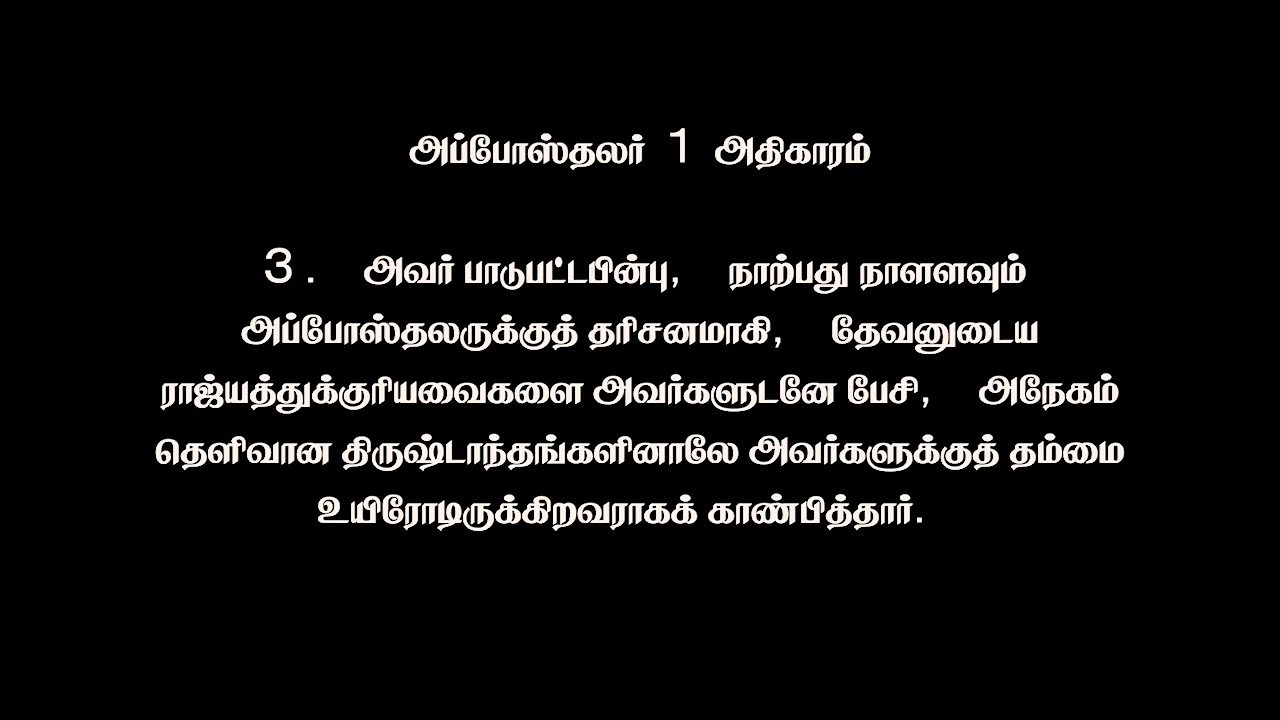 அப்போஸ்தலர் 1 அதிகாரம்
3. அவர் பாடுபட்டபின்பு, நாற்பது நாளளவும்
அப்போஸ்தலருக்குத் தரிசனமாகி, தேவனுடைய
ராஜ்யத்துக்குரியவைகளை அவர்களுடனே பேசி, அநேகம்
தெளிவான திருஷ்டாந்தங்களினாலே அவர்களுக்குத் தம்மை
உயிரோடிருக்கிறவராகக் காண்பித்தார்.